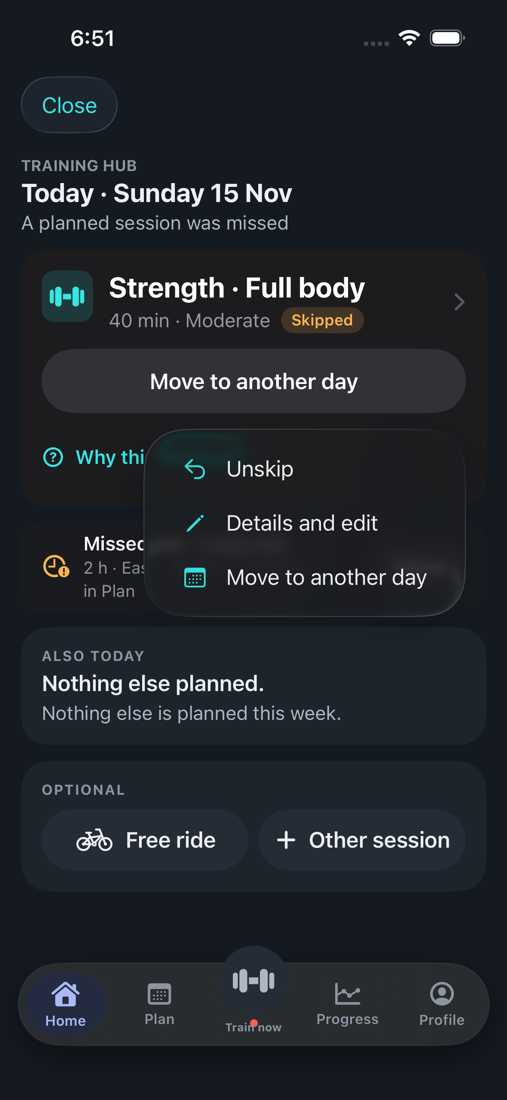 6:51
Close
TRAINING HUB
Today · Sunday 15 Nov
A planned session was missed
Strength · Full body
40 min · Moderate Skipped
Move to another day
Why thi
Unskip
Details and edit
Move to another day
Missed
2 h · Eas
in Plan
ALSO TODAY
Nothing else planned.
Nothing else is planned this week.
OPTIONAL
Free ride
Other session
Home
Plan
Train now
Progress
Profile